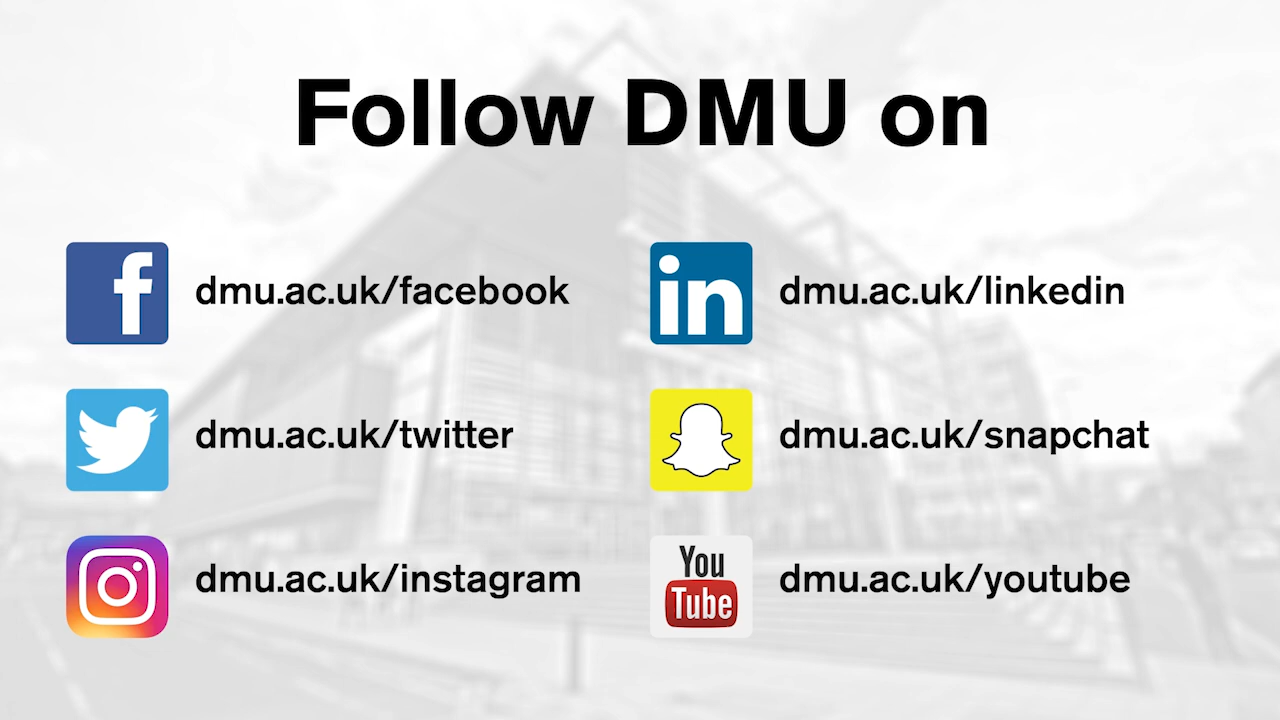 Follow DMU on
f dmu.ac.uk/facebook
in dmu.ac.uk/linkedin
dmu.ac.uk/twitter
dmu.ac.uk/snapchat
dmu.ac.uk/instagram
You
Tube
dmu.ac.uk/youtube